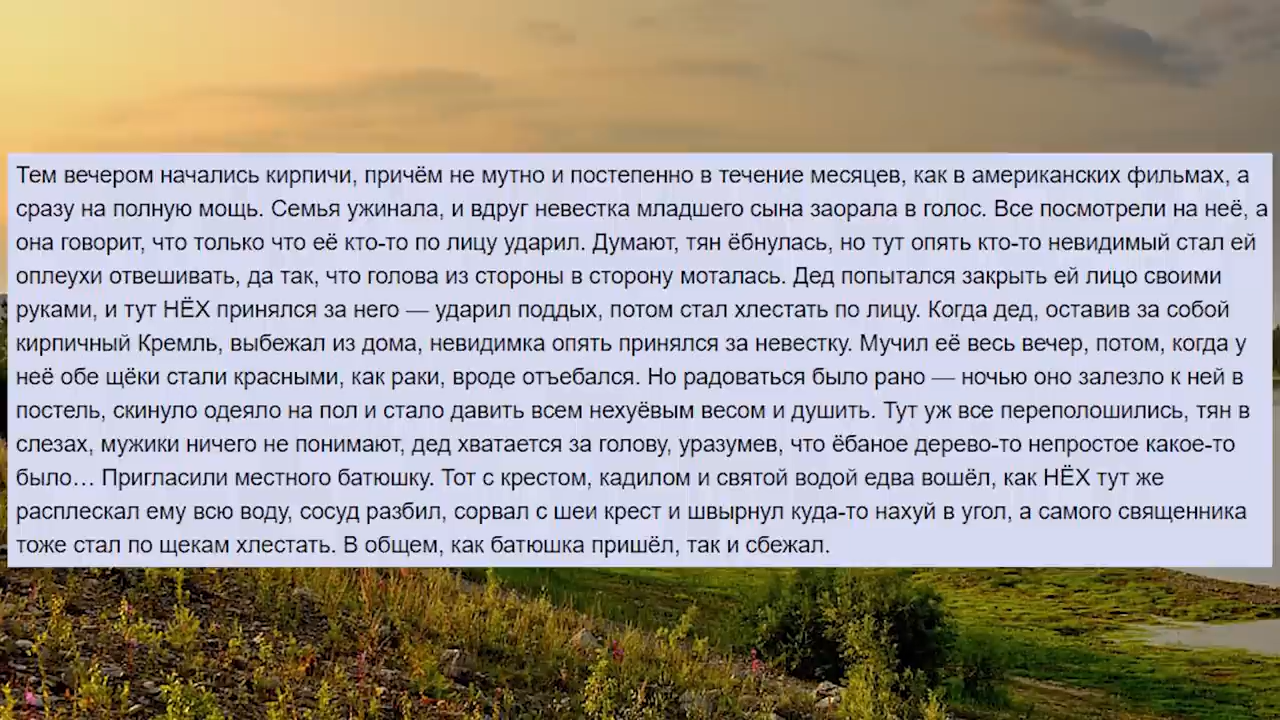 Тем вечером начались кирпичи, причём не мутно и постепенно в течение месяцев, как в американских фильмах, а
сразу на полную мощь. Семья ужинала, и вдруг невестка младшего сына заорала в голос. Все посмотрели на неё, а
она говорит, что только что её кто-то по лицу ударил. Думают, тян ёбнулась, но тут опять кто-то невидимый стал ей
оплеухи отвешивать, да так, что голова из стороны в сторону моталась. Дед попытался закрыть ей лицо своими
руками, и тут НЁХ принялся за него — ударил поддых, потом стал хлестать по лицу. Когда дед, оставив за собой
кирпичный Кремль, выбежал из дома, невидимка опять принялся за невестку. Мучил её весь вечер, потом, когда у
неё обе щёки стали красными, как раки, вроде отъебался. Но радоваться было рано — ночью оно залезло к ней в
постель, скинуло одеяло на пол и стало давить всем нехуёвым весом и душить. Тут уж все переполошились, тян в
слезах, мужики ничего не понимают, дед хватается за голову, уразумев, что ёбаное дерево-то непростое какое-то
было… Пригласили местного батюшку. Тот с крестом, кадилом и святой водой едва вошёл, как НЁХ тут же
расплескал ему всю воду, сосуд разбил, сорвал с шеи крест и швырнул куда-то нахуй в угол, а самого священника
тоже стал по щекам хлестать. В общем, как батюшка пришёл, так и сбежал.